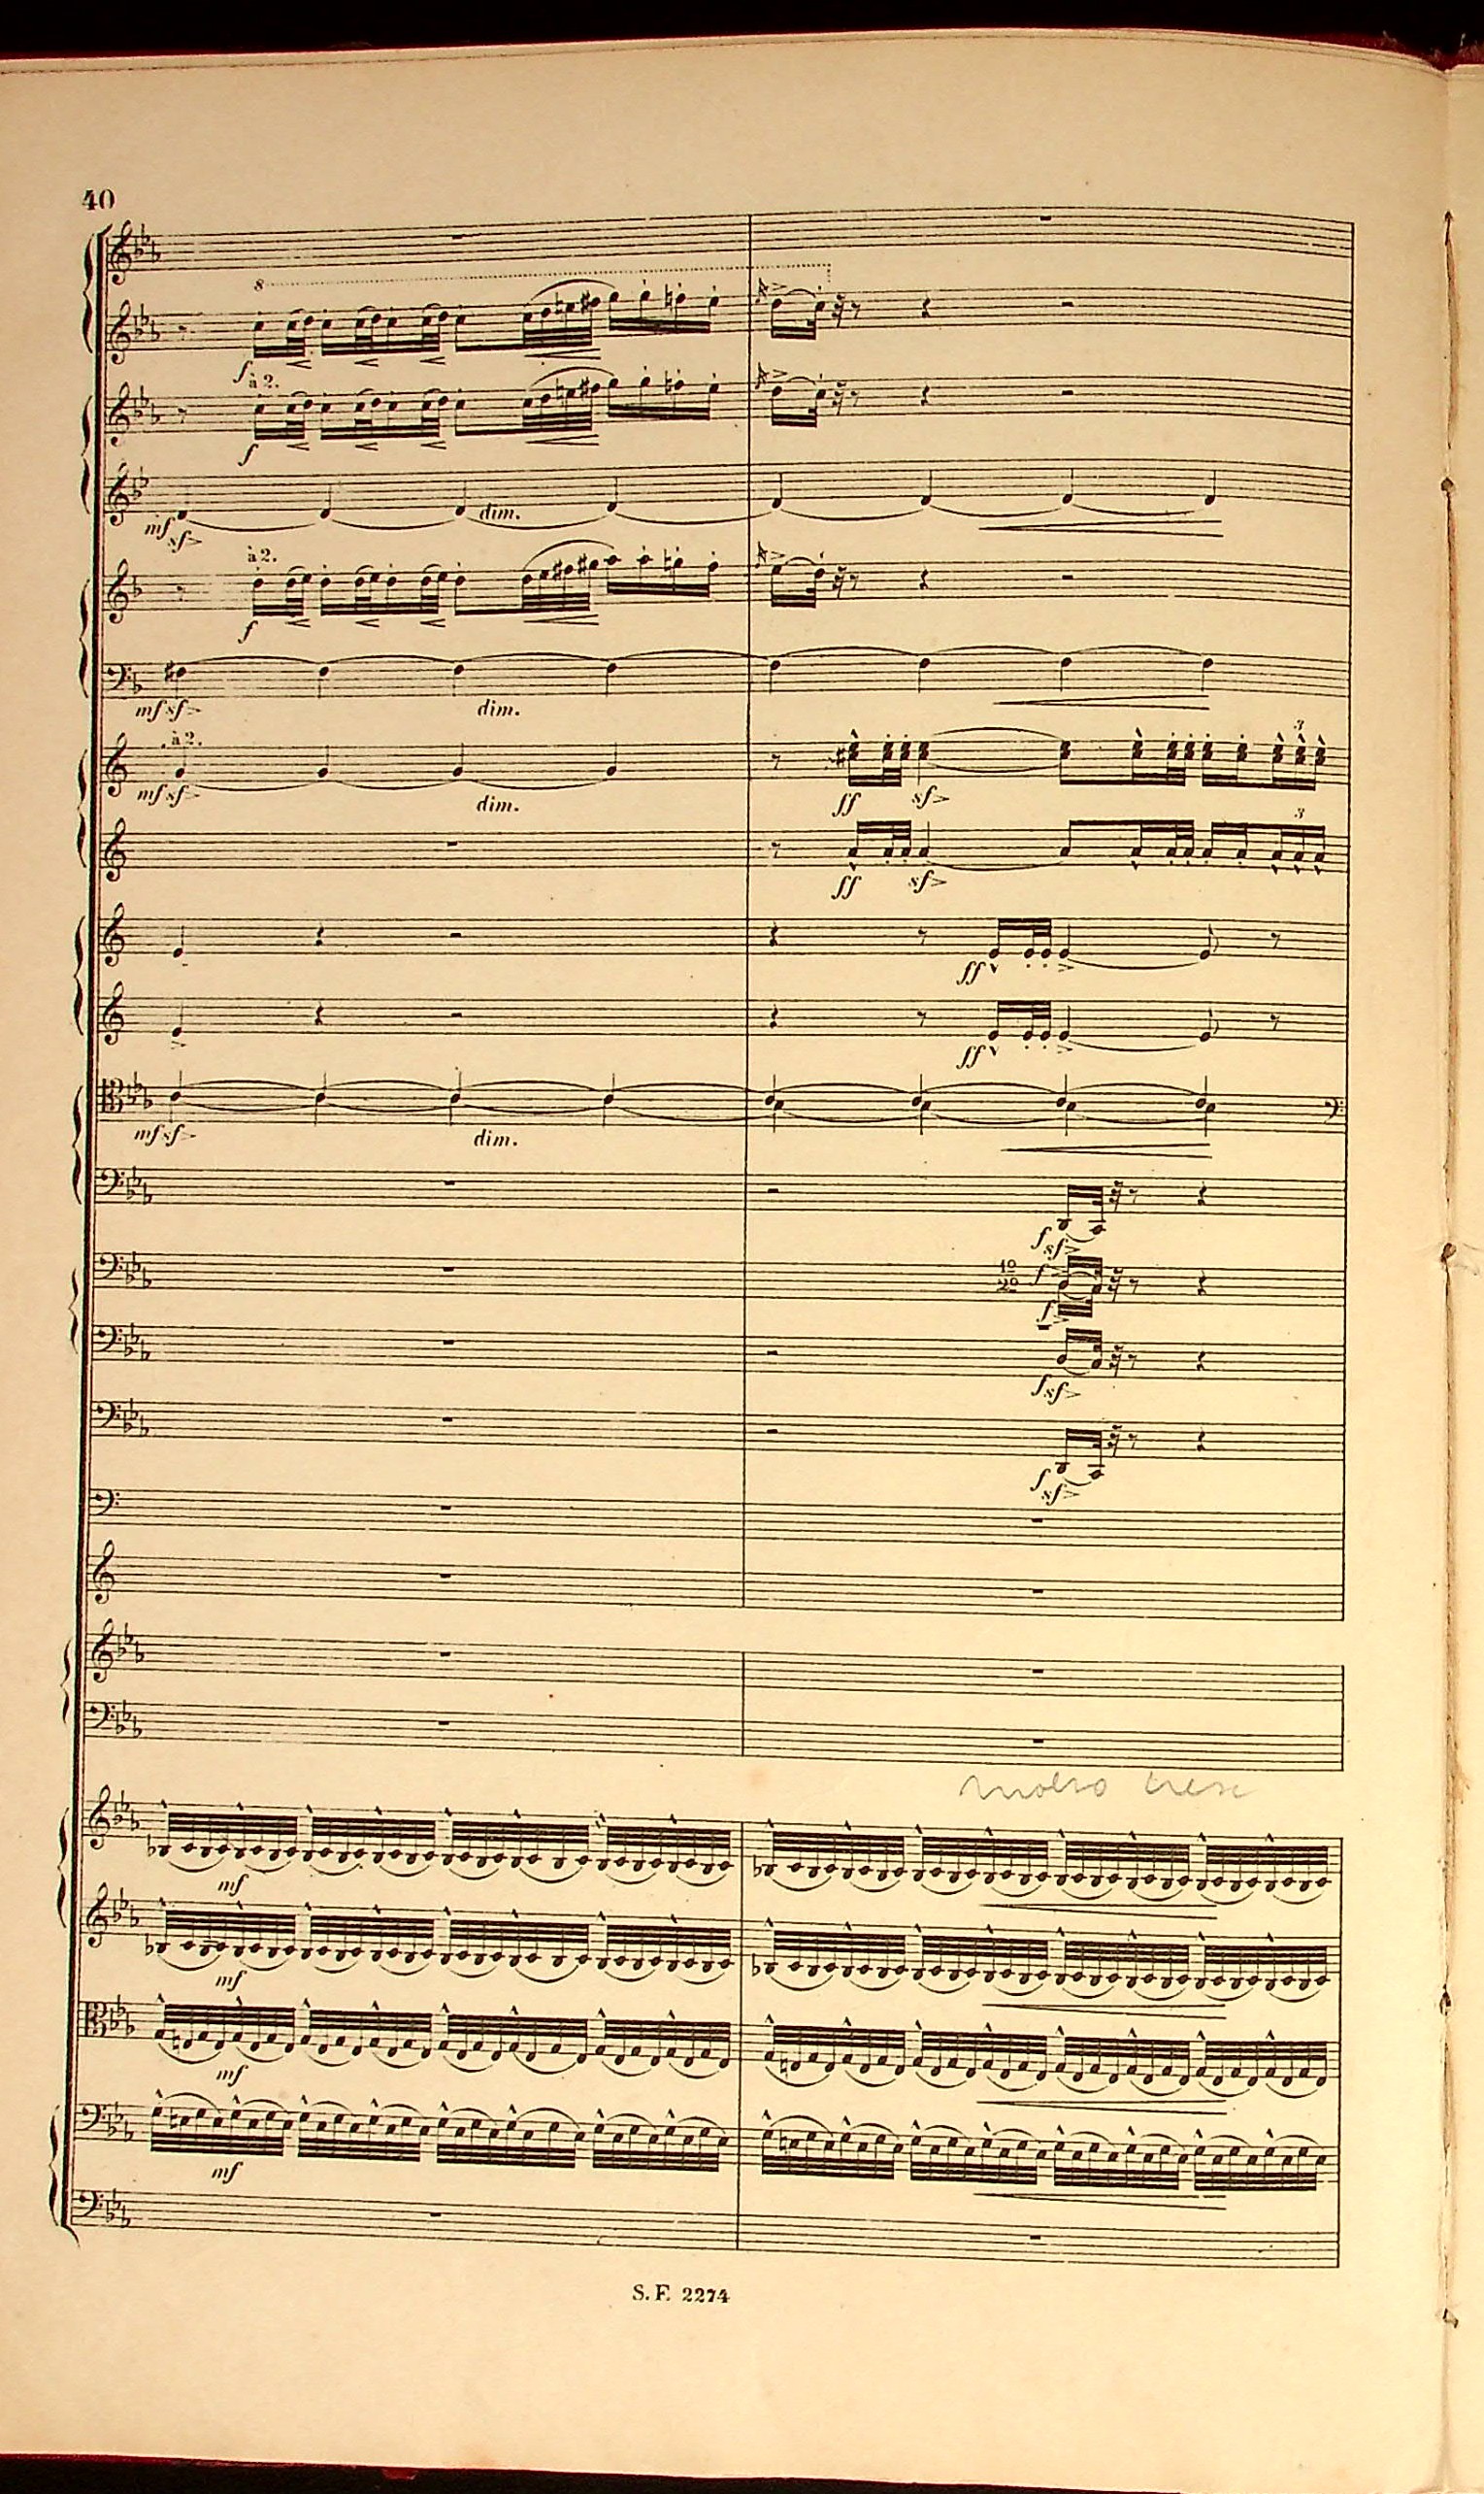 40
8
f
à 2.
f
mf sf dim.
à 2.
f
mf sf dim.
à 2. 3
mf sf dim. ff sf
3
ff sf
ff
ff
mf sf dim.
f sf
1º f
2º
f
f sf
f sf
molto cresc
mf
mf
mf
mf
S. F. 2274